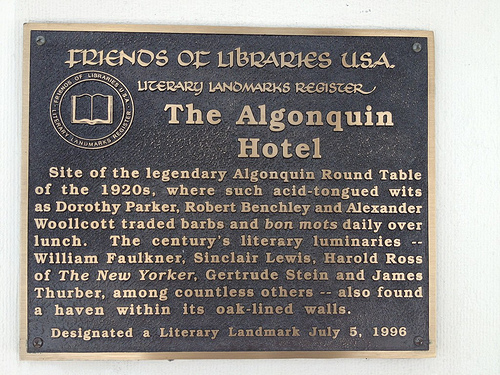 FRIENDS OF LIBRARIES U.S.A.
LITERARY LANDMARKS REGISTER
FRIENDS OF LIBRARIES U.S.A.
LITERARY LANDMARKS REGISTER
The Algonquin
Hotel
Site of the legendary Algonquin Round Table
of the 1920s, where such acid-tongued wits
as Dorothy Parker, Robert Benchley and Alexander
Woollcott traded barbs and bon mots daily over
lunch. The century's literary luminaries --
William Faulkner, Sinclair Lewis, Harold Ross
of The New Yorker, Gertrude Stein and James
Thurber, among countless others -- also found
a haven within its oak-lined walls.
Designated a Literary Landmark July 5, 1996